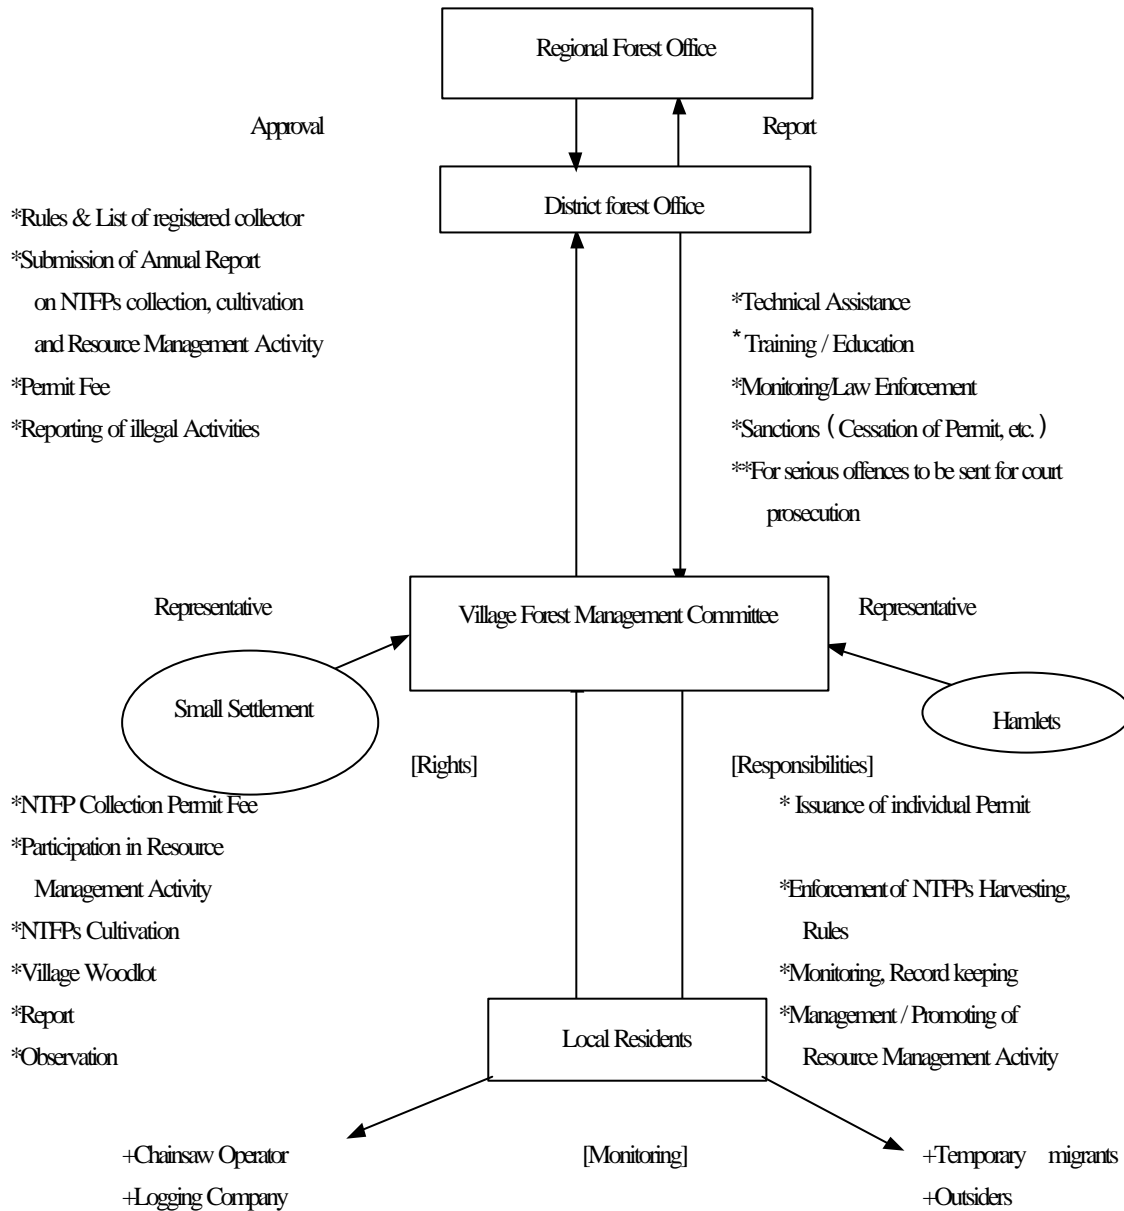 Regional Forest Office
Approval
Report
District forest Office
*Rules & List of registered collector
*Submission of Annual Report
on NTFPs collection, cultivation
and Resource Management Activity
*Permit Fee
*Reporting of illegal Activities
*Technical Assistance
*Training / Education
*Monitoring/Law Enforcement
*Sanctions ( Cessation of Permit, etc. )
**For serious offences to be sent for court
prosecution
Representative
Village Forest Management Committee
Representative
Small Settlement
Hamlets
[Rights]
[Responsibilities]
*NTFP Collection Permit Fee
*Participation in Resource
Management Activity
*NTFPs Cultivation
*Village Woodlot
*Report
*Observation
* Issuance of individual Permit
*Enforcement of NTFPs Harvesting,
Rules
*Monitoring, Record keeping
*Management / Promoting of
Resource Management Activity
Local Residents
+Chainsaw Operator
+Logging Company
[Monitoring]
+Temporary migrants
+Outsiders